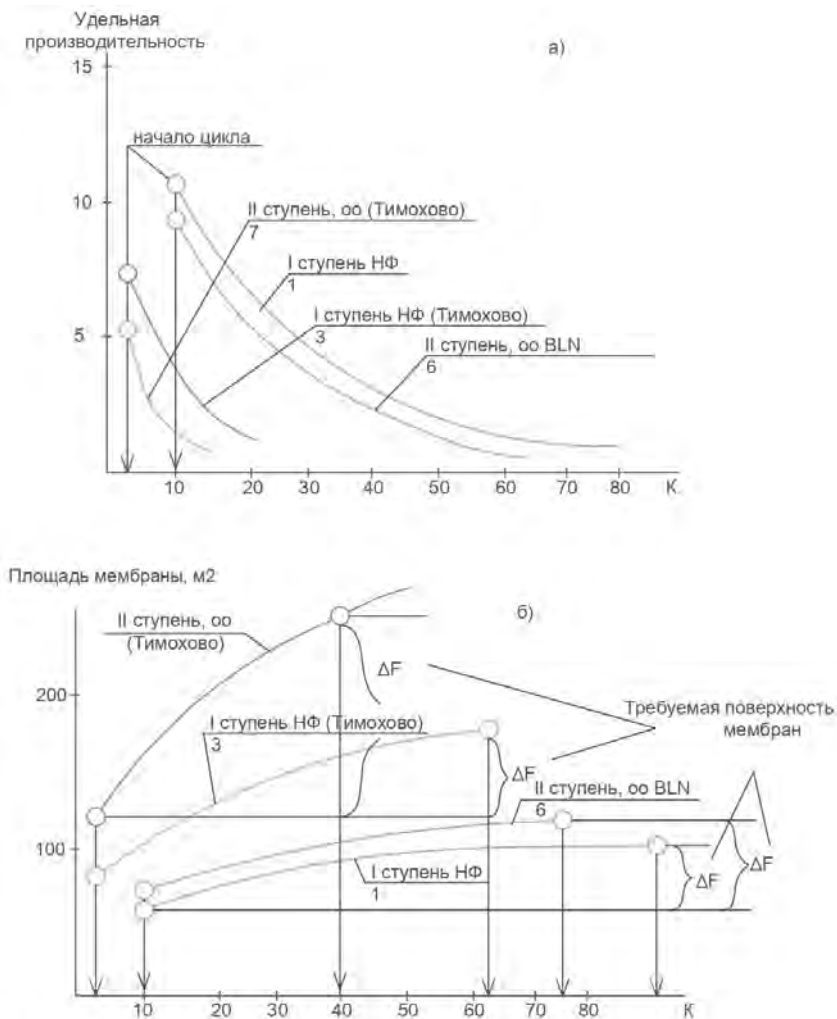 Удельная
производительность
а)
15
начало цикла
10
II ступень, оо (Тимохово)
7
I ступень НФ
1
I ступень НФ (Тимохово)
3
5
II ступень, оо BLN
6
10 20 30 40 50 60 70 80 К
Площадь мембраны, м2
б)
II ступень, оо
(Тимохово)
ΔF
200
Требуемая поверхность
мембран
I ступень НФ (Тимохово)
3
ΔF
II ступень, оо BLN
6
100
I ступень НФ
1
ΔF
ΔF
10 20 30 40 50 60 70 80 К